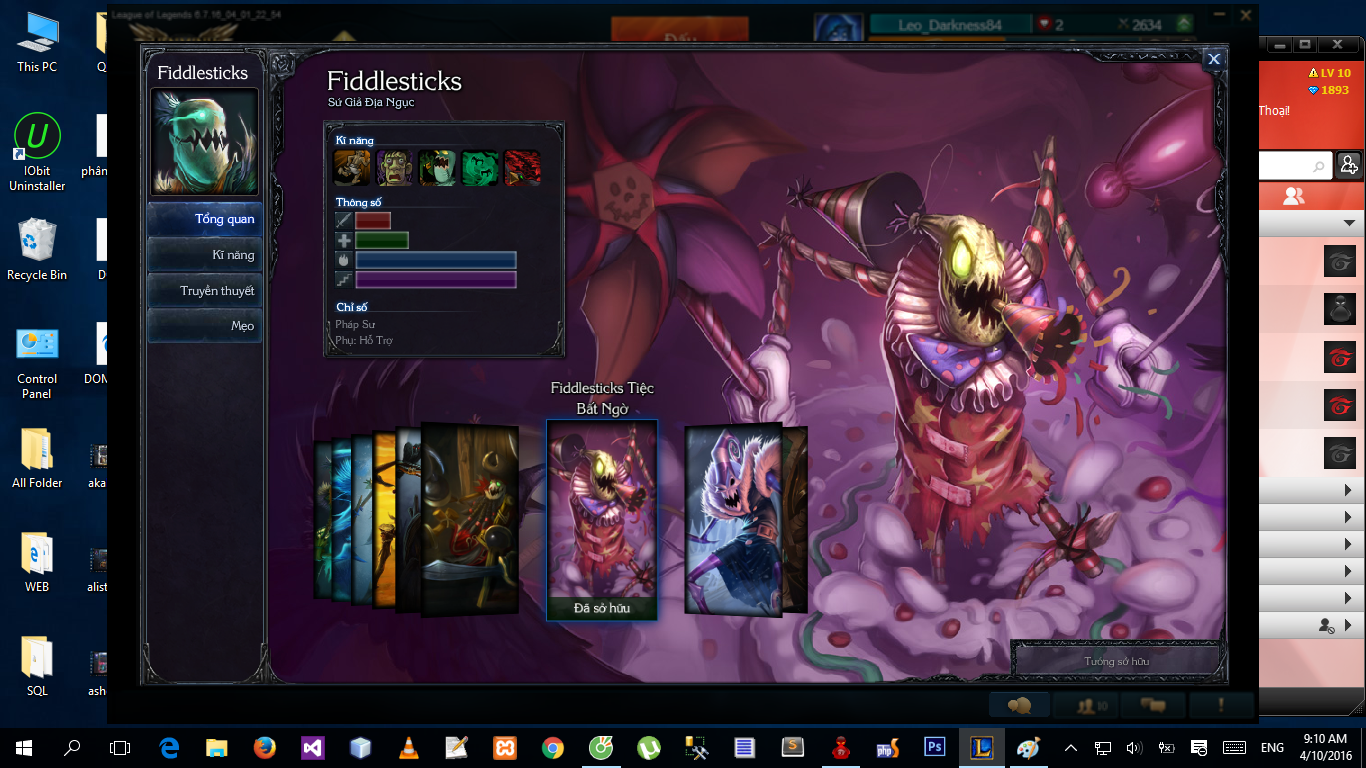 League of Legends 6.7.16_04_01_22_54
Leo_Darkness84
2
2634
Đấu
This PC
IObit
Uninstaller
phân
Recycle Bin
Control
Panel
All Folder
aka
WEB
alist
SQL
ashe
Fiddlesticks
Tổng quan
Kĩ năng
Truyền thuyết
Mẹo
Fiddlesticks
Sứ Giả Địa Ngục
Kĩ năng
Thông số
Chỉ số
Pháp Sư
Phụ: Hỗ Trợ
Fiddlesticks Tiệc
Bất Ngờ
Đã sở hữu
Tướng sở hữu
10
LV 10
1893
Thoại!
ENG
9:10 AM
4/10/2016